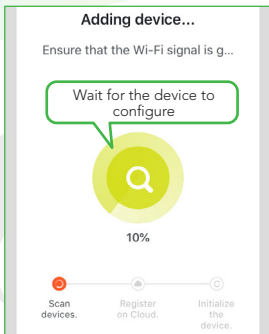 Adding device...
Ensure that the Wi-Fi signal is g...
Wait for the device to
configure
10%
Scan
devices.
Register
on Cloud.
Initialize
the
device.